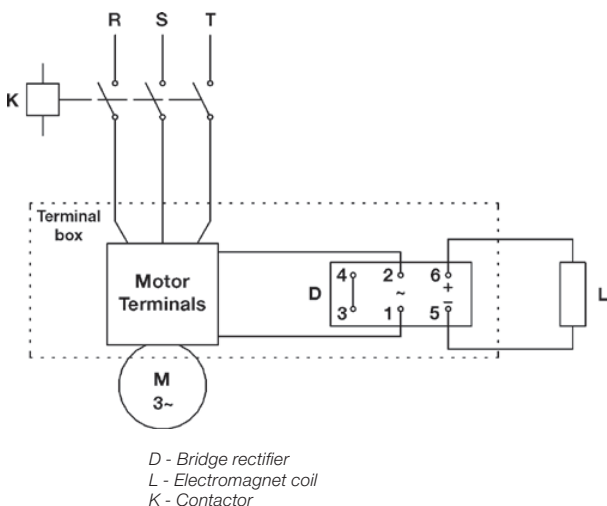 R S T
K
Terminal
box
Motor
Terminals
D
4 2 6
~ +
3 1 5 –
L
M
3~
D - Bridge rectifier
L - Electromagnet coil
K - Contactor